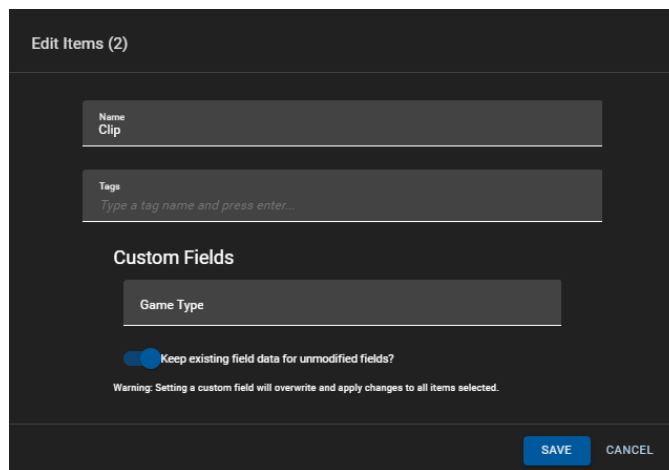 Edit Items (2)
Name
Clip
Tags
Type a tag name and press enter...
Custom Fields
Game Type
Keep existing field data for unmodified fields?
Warning: Setting a custom field will overwrite and apply changes to all items selected.
SAVE CANCEL